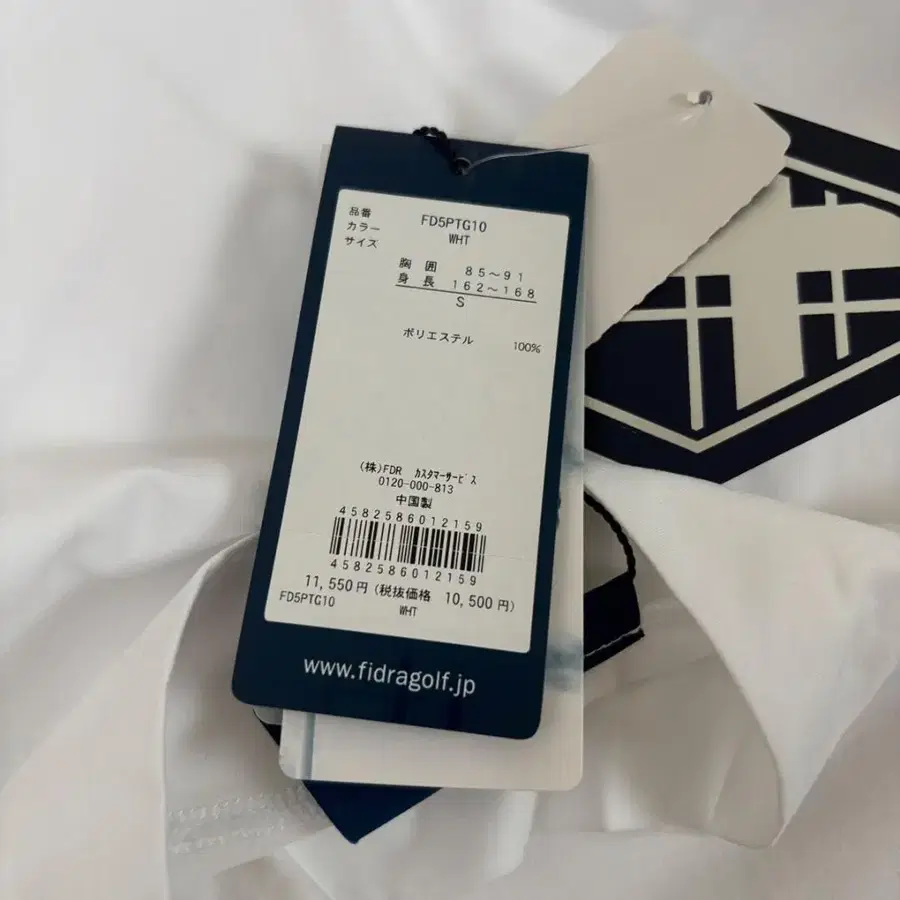 品番 FD5PTG10
カラー WHT
サイズ
胸囲 85～91
身長 162～168
S
ポリエステル 100%
(株)FDR ｶｽﾀﾏｰｻｰﾋﾞｽ
0120-000-813
中国製
4582586012159
4582586012159
11,550円(税抜価格 10,500円)
FD5PTG10 WHT
www.fidragolf.jp